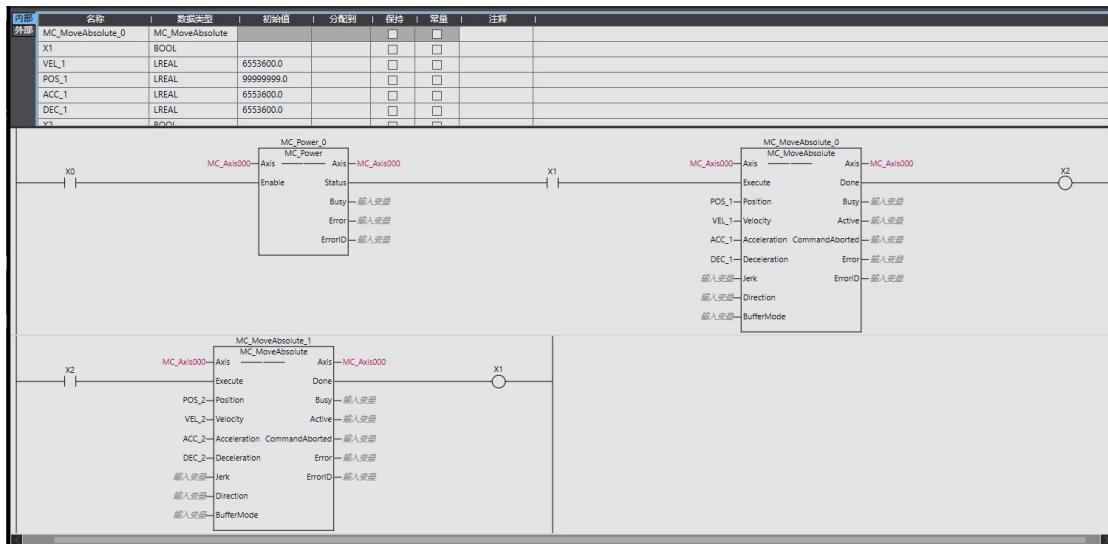 内部 名称 数据类型 初始值 分配到 保持 常量 注释
外部 MC_MoveAbsolute_0 MC_MoveAbsolute
X1 BOOL
VEL_1 LREAL 6553600.0
POS_1 LREAL 99999999.0
ACC_1 LREAL 6553600.0
DEC_1 LREAL 6553600.0
X2 BOOL
MC_Power_0
MC_Power
MC_Axis000 Axis Axis MC_Axis000
X0
Enable Status
Busy 输入变量
Error 输入变量
ErrorID 输入变量
X1
MC_MoveAbsolute_0
MC_MoveAbsolute
MC_Axis000 Axis Axis MC_Axis000
Execute Done
X2
POS_1 Position Busy 输入变量
VEL_1 Velocity Active 输入变量
ACC_1 Acceleration CommandAborted 输入变量
DEC_1 Deceleration Error 输入变量
输入变量 Jerk ErrorID 输入变量
输入变量 Direction
输入变量 BufferMode
MC_MoveAbsolute_1
MC_MoveAbsolute
MC_Axis000 Axis Axis MC_Axis000
X2
Execute Done
X1
POS_2 Position Busy 输入变量
VEL_2 Velocity Active 输入变量
ACC_2 Acceleration CommandAborted 输入变量
DEC_2 Deceleration Error 输入变量
输入变量 Jerk ErrorID 输入变量
输入变量 Direction
输入变量 BufferMode